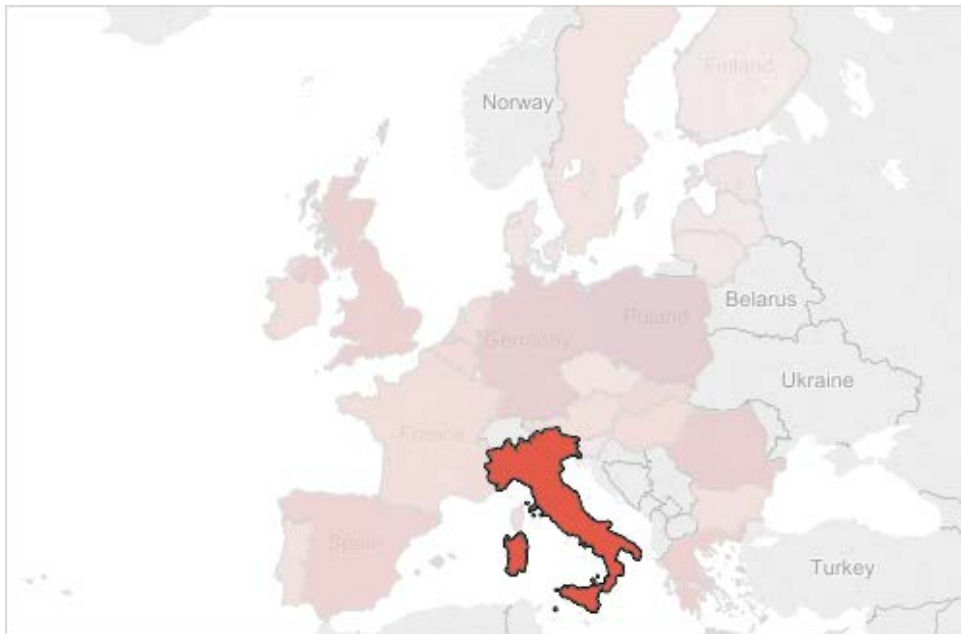 Finland
Norway
Belarus
Poland
Germany
Ukraine
France
Spain
Turkey